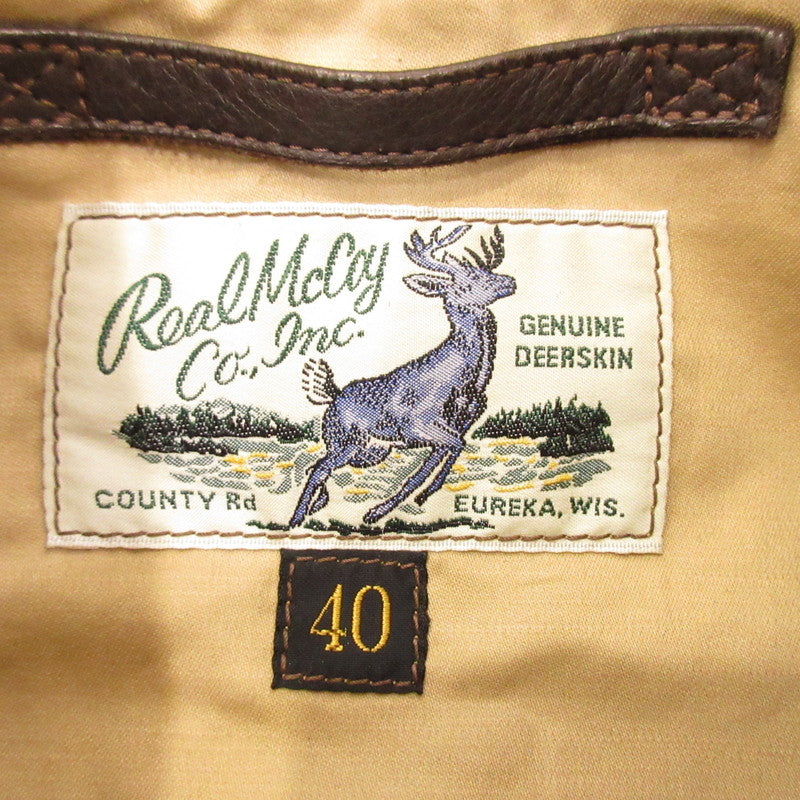 Real McCoy
Co., Inc.
GENUINE
DEERSKIN
COUNTY Rd
EUREKA, WIS.
40